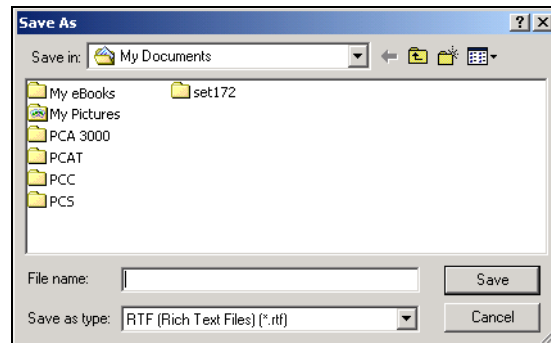 Save As
Save in: My Documents
My eBooks set172
My Pictures
PCA 3000
PCAT
PCC
PCS
File name: Save
Save as type: RTF (Rich Text Files) (*.rtf) Cancel